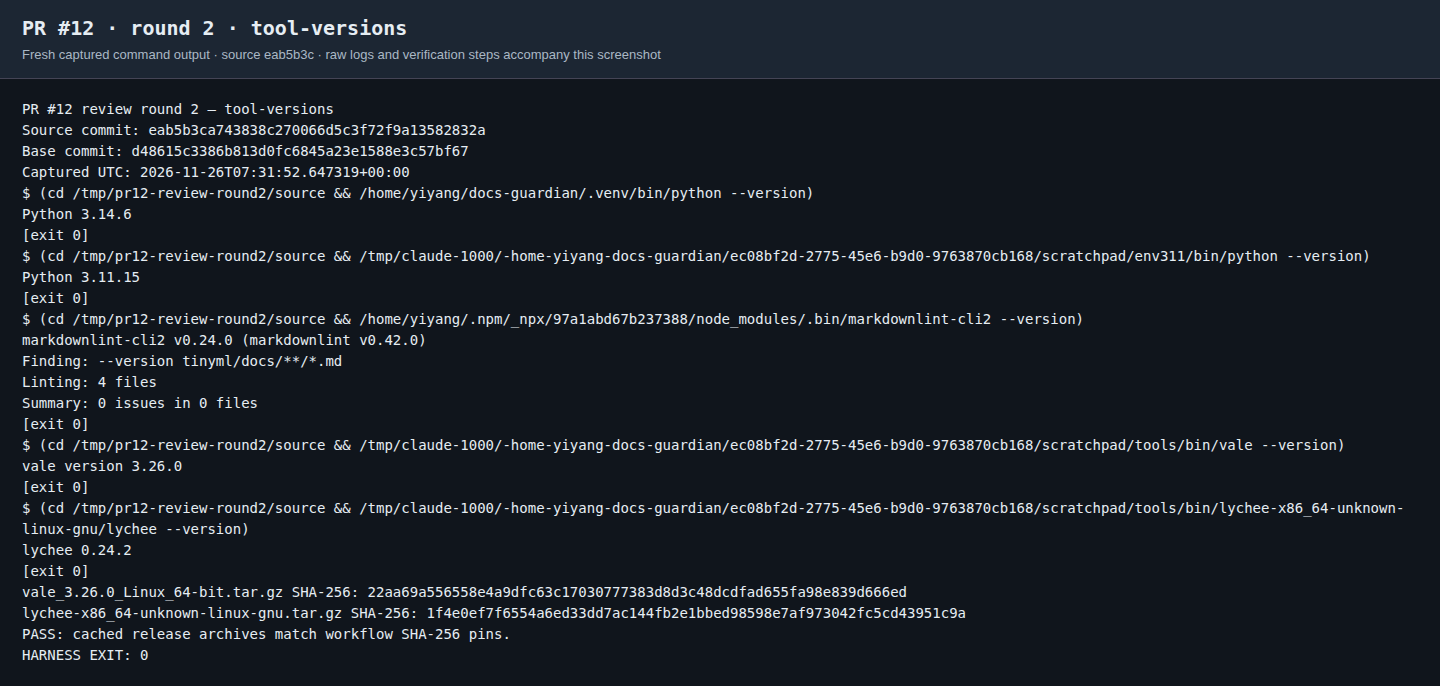 PR #12 · round 2 · tool-versions
Fresh captured command output · source eab5b3c · raw logs and verification steps accompany this screenshot
PR #12 review round 2 — tool-versions
Source commit: eab5b3ca743838c270066d5c3f72f9a13582832a
Base commit: d48615c3386b813d0fc6845a23e1588e3c57bf67
Captured UTC: 2026-11-26T07:31:52.647319+00:00
$ (cd /tmp/pr12-review-round2/source && /home/yiyang/docs-guardian/.venv/bin/python --version)
Python 3.14.6
[exit 0]
$ (cd /tmp/pr12-review-round2/source && /tmp/claude-1000/-home-yiyang-docs-guardian/ec08bf2d-2775-45e6-b9d0-9763870cb168/scratchpad/env311/bin/python --version)
Python 3.11.15
[exit 0]
$ (cd /tmp/pr12-review-round2/source && /home/yiyang/.npm/_npx/97a1abd67b237388/node_modules/.bin/markdownlint-cli2 --version)
markdownlint-cli2 v0.24.0 (markdownlint v0.42.0)
Finding: --version tinyml/docs/**/*.md
Linting: 4 files
Summary: 0 issues in 0 files
[exit 0]
$ (cd /tmp/pr12-review-round2/source && /tmp/claude-1000/-home-yiyang-docs-guardian/ec08bf2d-2775-45e6-b9d0-9763870cb168/scratchpad/tools/bin/vale --version)
vale version 3.26.0
[exit 0]
$ (cd /tmp/pr12-review-round2/source && /tmp/claude-1000/-home-yiyang-docs-guardian/ec08bf2d-2775-45e6-b9d0-9763870cb168/scratchpad/tools/bin/lychee-x86_64-unknown-
linux-gnu/lychee --version)
lychee 0.24.2
[exit 0]
vale_3.26.0_Linux_64-bit.tar.gz SHA-256: 22aa69a556558e4a9dfc63c17030777383d8d3c48dcdfad655fa98e839d666ed
lychee-x86_64-unknown-linux-gnu.tar.gz SHA-256: 1f4e0ef7f6554a6ed33dd7ac144fb2e1bbed98598e7af973042fc5cd43951c9a
PASS: cached release archives match workflow SHA-256 pins.
HARNESS EXIT: 0